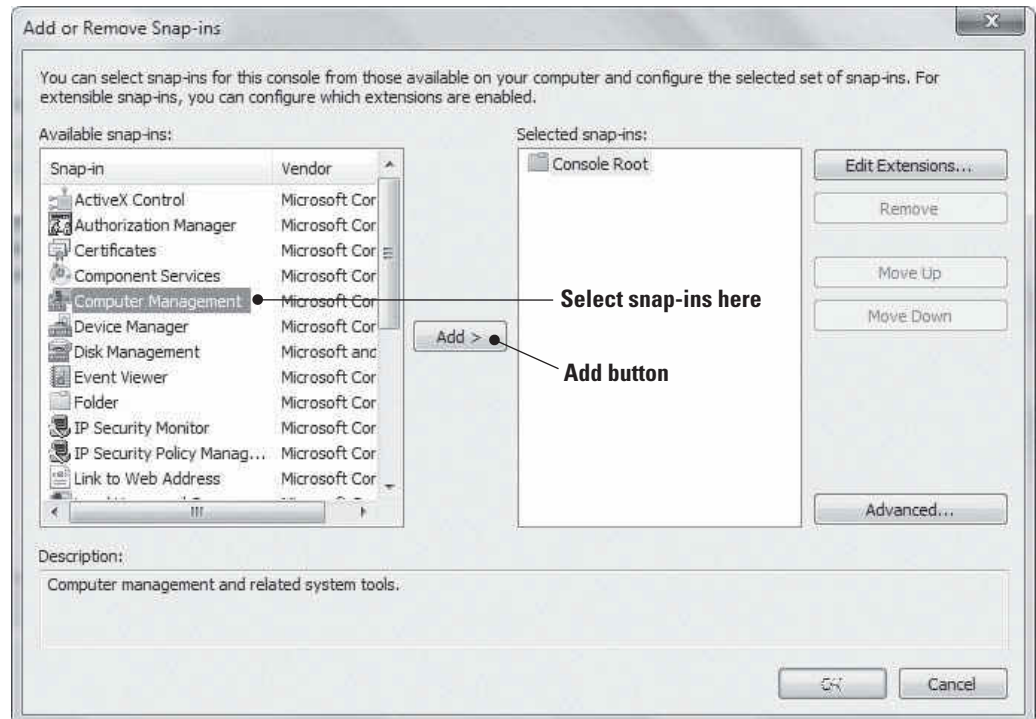 Add or Remove Snap-ins
X
You can select snap-ins for this console from those available on your computer and configure the selected set of snap-ins. For
extensible snap-ins, you can configure which extensions are enabled.
Available snap-ins:
Snap-in Vendor
ActiveX Control Microsoft Cor
Authorization Manager Microsoft Cor
Certificates Microsoft Cor
Component Services Microsoft Cor
Computer Management Microsoft Cor
Device Manager Microsoft Cor
Disk Management Microsoft and
Event Viewer Microsoft Cor
Folder Microsoft Cor
IP Security Monitor Microsoft Cor
IP Security Policy Manag... Microsoft Cor
Link to Web Address Microsoft Cor
Add >
Select snap-ins here
Add button
Selected snap-ins:
Console Root
Edit Extensions...
Remove
Move Up
Move Down
Advanced...
Description:
Computer management and related system tools.
OK Cancel